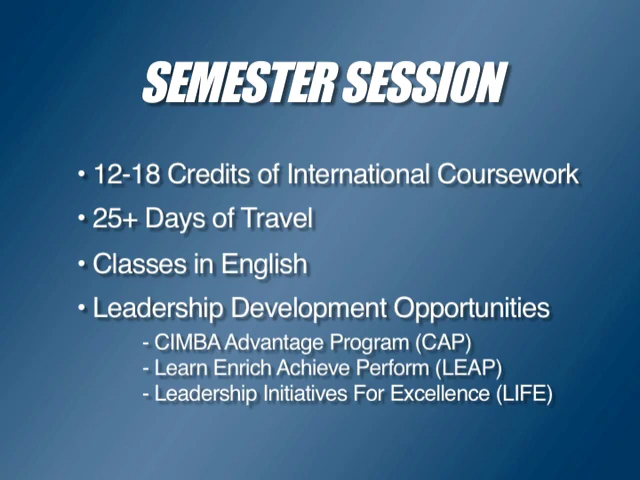 SEMESTER SESSION
• 12-18 Credits of International Coursework
• 25+ Days of Travel
• Classes in English
• Leadership Development Opportunities
- CIMBA Advantage Program (CAP)
- Learn Enrich Achieve Perform (LEAP)
- Leadership Initiatives For Excellence (LIFE)